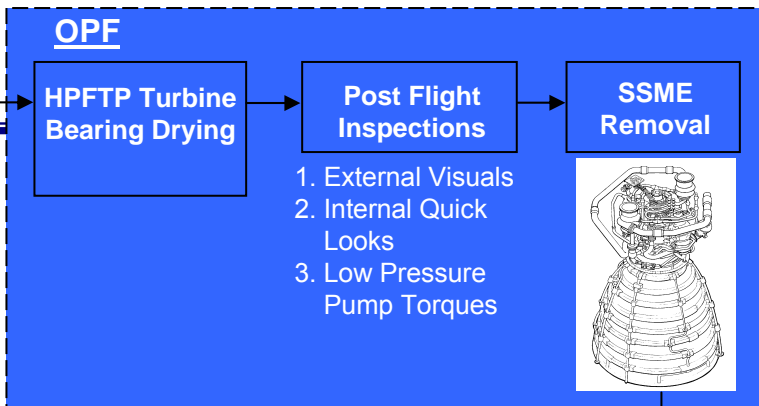 OPF
HPFTP Turbine
Bearing Drying
Post Flight
Inspections
SSME
Removal
1. External Visuals
2. Internal Quick
Looks
3. Low Pressure
Pump Torques